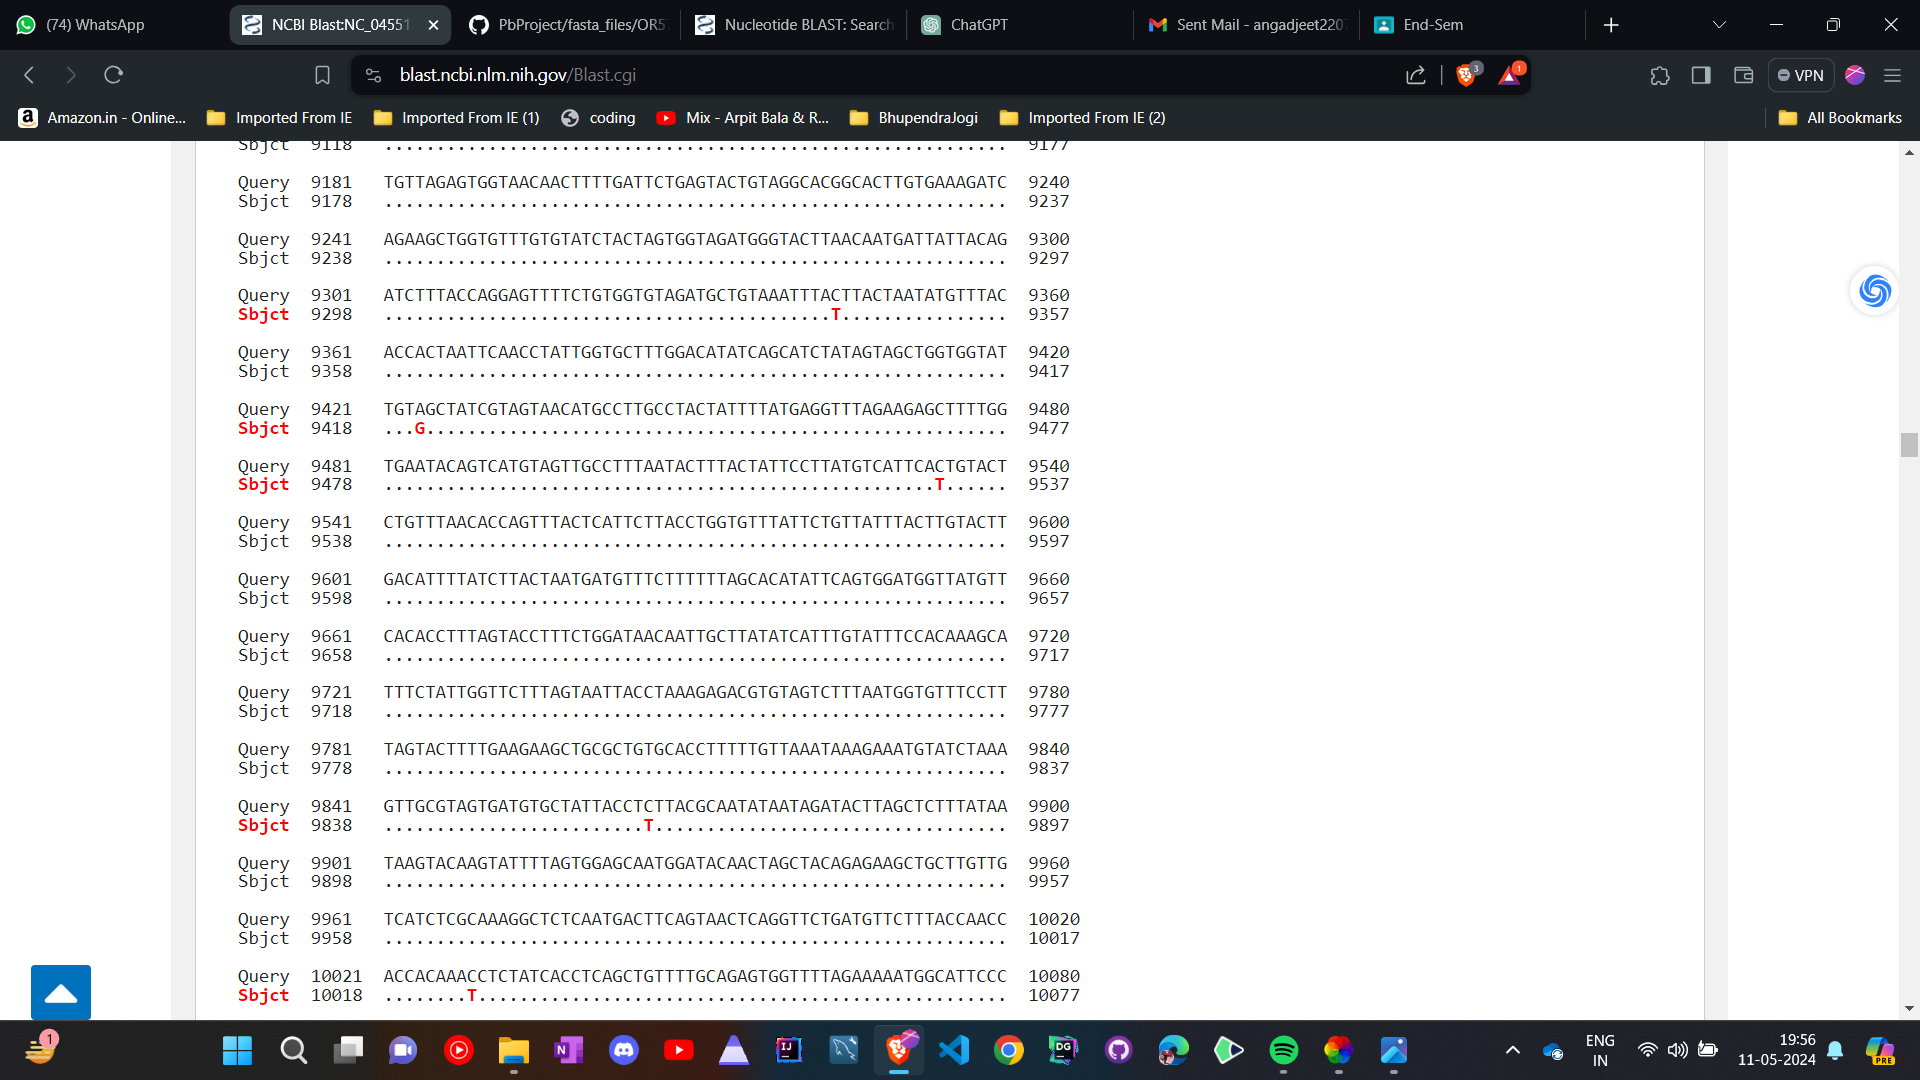 (74) WhatsApp
NCBI Blast:NC_04551
PbProject/fasta_files/OR5
Nucleotide BLAST: Search
ChatGPT
Sent Mail - angadjeet220
End-Sem
blast.ncbi.nlm.nih.gov/Blast.cgi
3
1
VPN
Amazon.in - Online...
Imported From IE
Imported From IE (1)
coding
Mix - Arpit Bala & R...
BhupendraJogi
Imported From IE (2)
All Bookmarks
Sbjct 9118 ............................................................ 9177
Query 9181 TGTTAGAGTGGTAACAACTTTTGATTCTGAGTACTGTAGGCACGGCACTTGTGAAAGATC 9240
Sbjct 9178 ............................................................ 9237
Query 9241 AGAAGCTGGTGTTTGTGTATCTACTAGTGGTAGATGGGTACTTAACAATGATTATTACAG 9300
Sbjct 9238 ............................................................ 9297
Query 9301 ATCTTTACCAGGAGTTTTCTGTGGTGTAGATGCTGTAAATTTACTTACTAATATGTTTAC 9360
Sbjct 9298 ...........................................T................ 9357
Query 9361 ACCACTAATTCAACCTATTGGTGCTTTGGACATATCAGCATCTATAGTAGCTGGTGGTAT 9420
Sbjct 9358 ............................................................ 9417
Query 9421 TGTAGCTATCGTAGTAACATGCCTTGCCTACTATTTTATGAGGTTTAGAAGAGCTTTTGG 9480
Sbjct 9418 ...G........................................................ 9477
Query 9481 TGAATACAGTCATGTAGTTGCCTTTAATACTTTACTATTCCTTATGTCATTCACTGTACT 9540
Sbjct 9478 .....................................................T...... 9537
Query 9541 CTGTTTAACACCAGTTTACTCATTCTTACCTGGTGTTTATTCTGTTATTTACTTGTACTT 9600
Sbjct 9538 ............................................................ 9597
Query 9601 GACATTTTATCTTACTAATGATGTTTCTTTTTTAGCACATATTCAGTGGATGGTTATGTT 9660
Sbjct 9598 ............................................................ 9657
Query 9661 CACACCTTTAGTACCTTTCTGGATAACAATTGCTTATATCATTTGTATTTCCACAAAGCA 9720
Sbjct 9658 ............................................................ 9717
Query 9721 TTTCTATTGGTTCTTTAGTAATTACCTAAAGAGACGTGTAGTCTTTAATGGTGTTTCCTT 9780
Sbjct 9718 ............................................................ 9777
Query 9781 TAGTACTTTTGAAGAAGCTGCGCTGTGCACCTTTTTGTTAAATAAAGAAATGTATCTAAA 9840
Sbjct 9778 ............................................................ 9837
Query 9841 GTTGCGTAGTGATGTGCTATTACCTCTTACGCAATATAATAGATACTTAGCTCTTTATAA 9900
Sbjct 9838 .........................T.................................. 9897
Query 9901 TAAGTACAAGTATTTTAGTGGAGCAATGGATACAACTAGCTACAGAGAAGCTGCTTGTTG 9960
Sbjct 9898 ............................................................ 9957
Query 9961 TCATCTCGCAAAGGCTCTCAATGACTTCAGTAACTCAGGTTCTGATGTTCTTTACCAACC 10020
Sbjct 9958 ............................................................ 10017
Query 10021 ACCACAAACCTCTATCACCTCAGCTGTTTTGCAGAGTGGTTTTAGAAAAATGGCATTCCC 10080
Sbjct 10018 ........T................................................... 10077
1
ENG
IN
19:56
11-05-2024
PRE